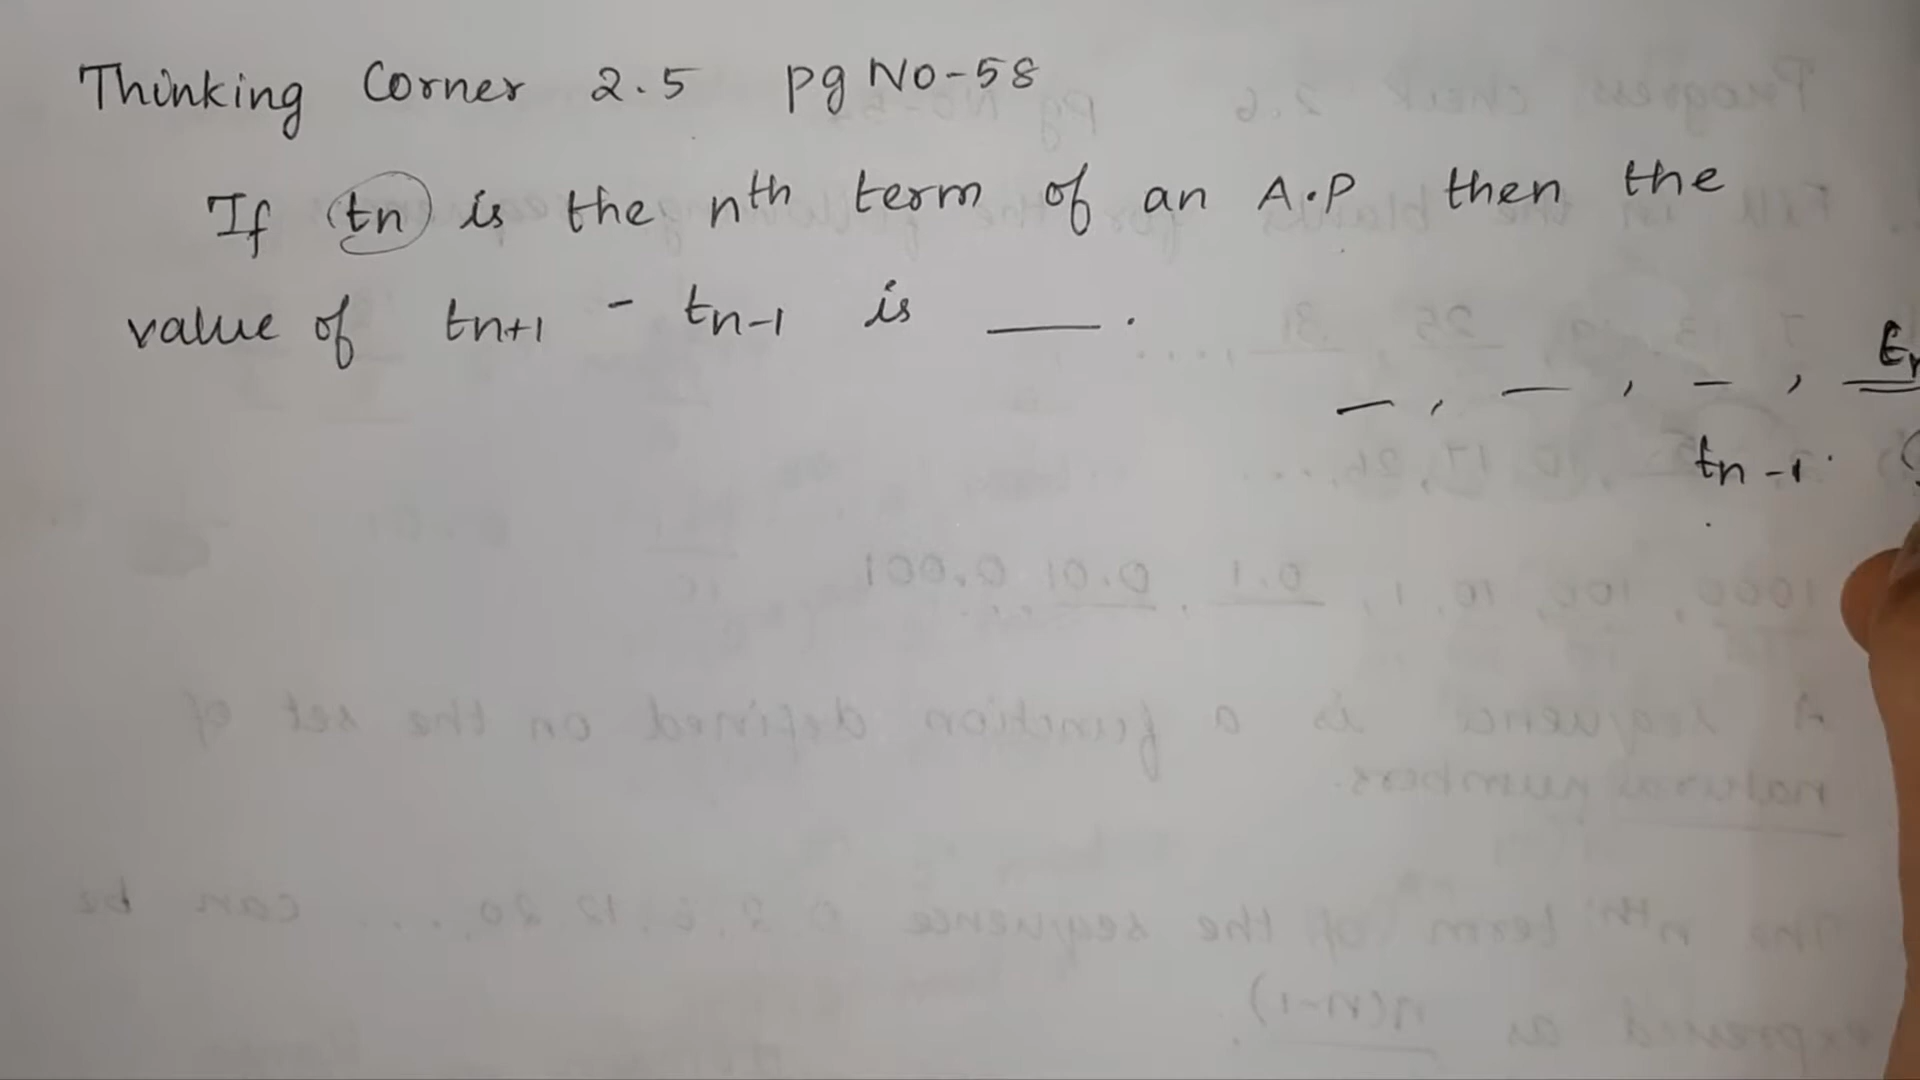 Thinking Corner 2.5 pg No-58
If tn is the nth term of an A.P then the
value of tn+1 - tn-1 is ___.
_, _, _,
tn-1.